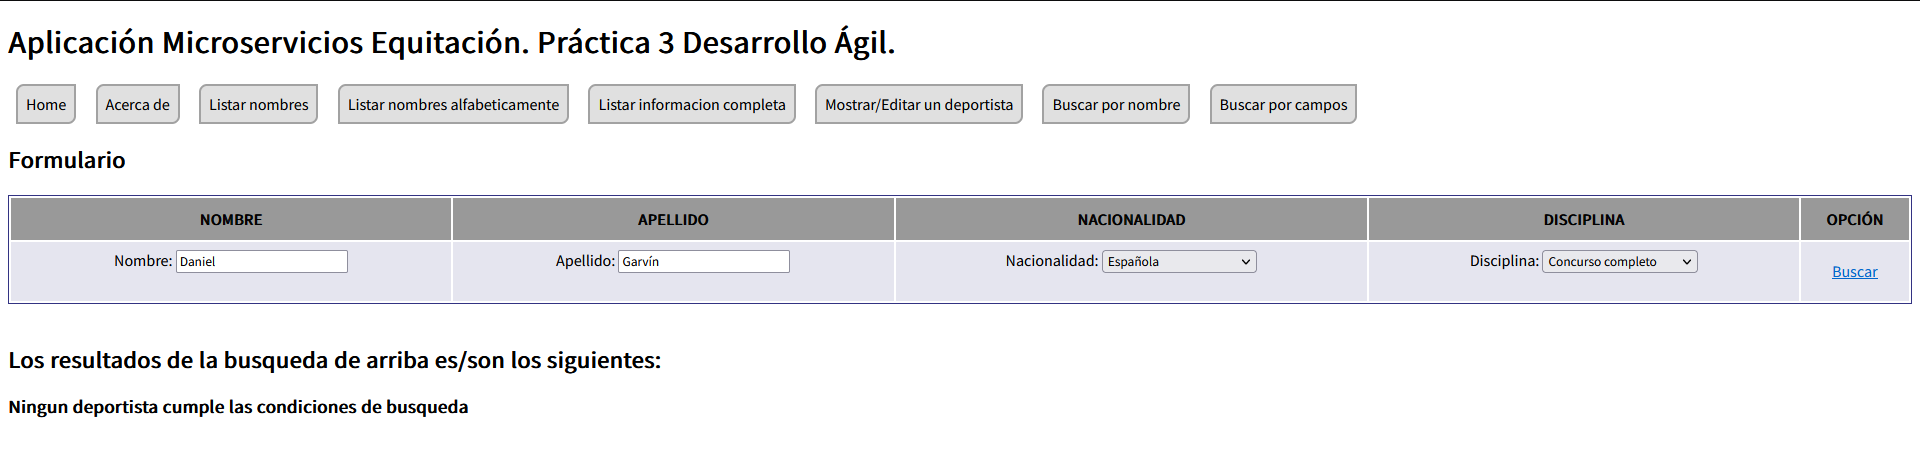 Aplicación Microservicios Equitación. Práctica 3 Desarrollo Ágil.
Home Acerca de Listar nombres Listar nombres alfabeticamente Listar informacion completa Mostrar/Editar un deportista Buscar por nombre Buscar por campos
Formulario
NOMBRE APELLIDO NACIONALIDAD DISCIPLINA OPCIÓN
Nombre: Daniel Apellido: Garvín Nacionalidad: Española Disciplina: Concurso completo Buscar
Los resultados de la busqueda de arriba es/son los siguientes:
Ningun deportista cumple las condiciones de busqueda